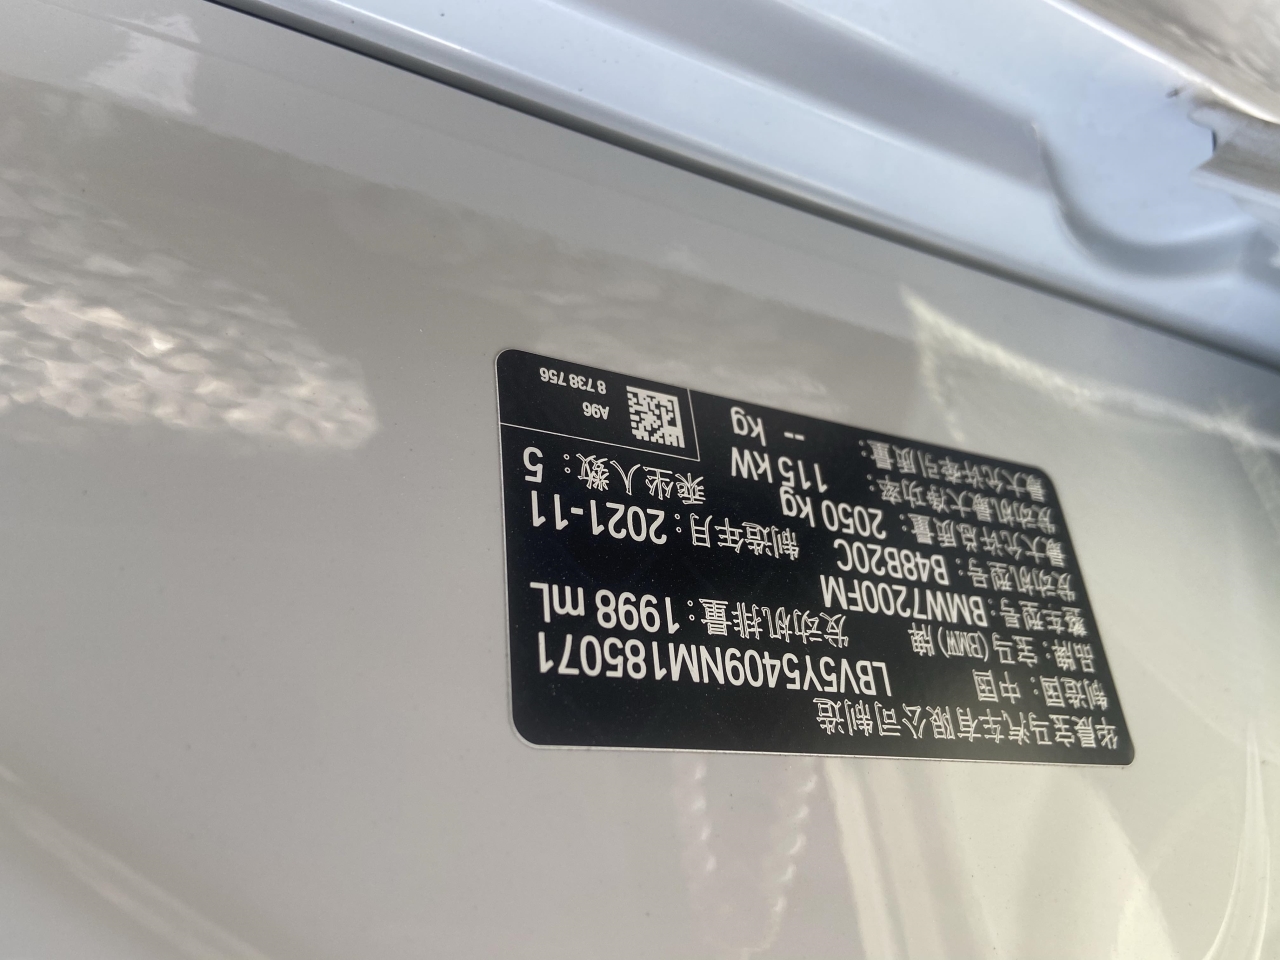 华晨宝马汽车有限公司制造
制造国：中国 LBV5Y5409NM185071
品牌：宝马(BMW)牌
整车型号：BMW7200FM 发动机排量：1998 mL
发动机型号：B48B20C
最大允许总质量：2050 kg 制造年月：2021-11
发动机最大净功率：115 kW 乘坐人数：5
最大允许牵引质量：-- kg
A96
8 738 756